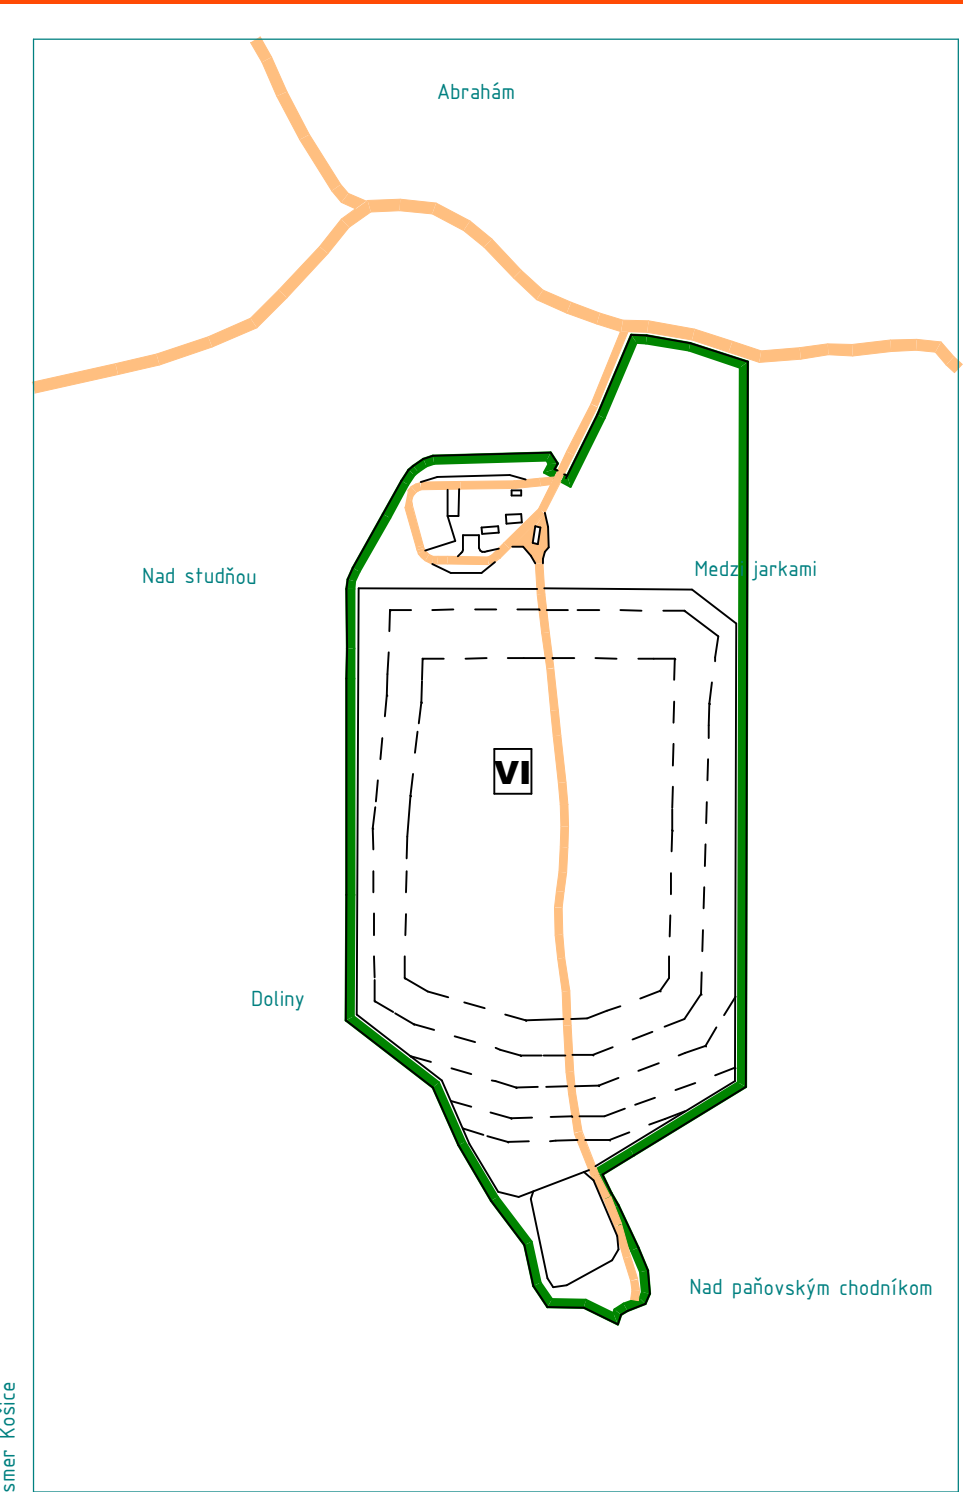 Abrahám
Nad studňou
Medzi jarkami
VI
Doliny
Nad paňovským chodníkom
smer Košice